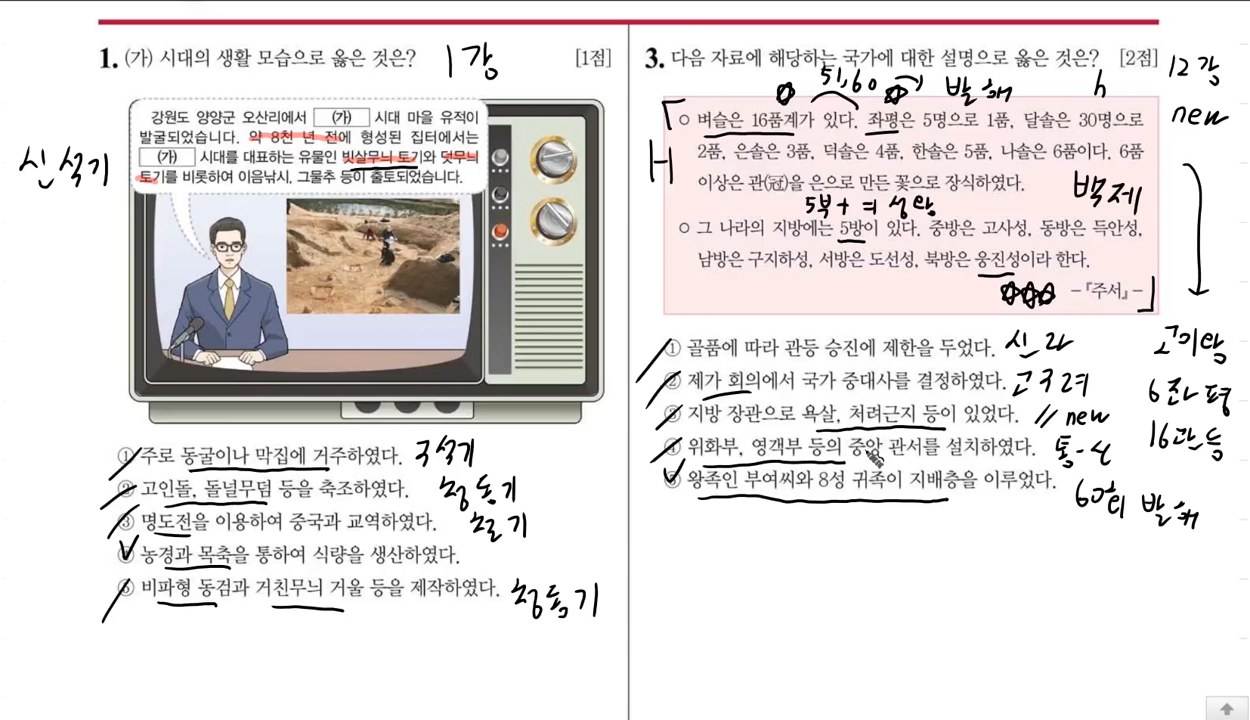 1. (가) 시대의 생활 모습으로 옳은 것은? [1점]
1강
강원도 양양군 오산리에서 (가) 시대 마을 유적이
발굴되었습니다. 약 8천 년 전에 형성된 집터에서는
(가) 시대를 대표하는 유물인 빗살무늬 토기와 덧무늬
토기를 비롯하여 이음낚시, 그물추 등이 출토되었습니다.
신석기
① 주로 동굴이나 막집에 거주하였다. 구석기
② 고인돌, 돌널무덤 등을 축조하였다. 청동기
③ 명도전을 이용하여 중국과 교역하였다. 철기
④ 농경과 목축을 통하여 식량을 생산하였다.
⑤ 비파형 동검과 거친무늬 거울 등을 제작하였다. 청동기
3. 다음 자료에 해당하는 국가에 대한 설명으로 옳은 것은? [2점]
12강
new
51,60
발해
○ 벼슬은 16품계가 있다. 좌평은 5명으로 1품, 달솔은 30명으로
2품, 은솔은 3품, 덕솔은 4품, 한솔은 5품, 나솔은 6품이다. 6품
이상은 관(冠)을 은으로 만든 꽃으로 장식하였다.
백제
5부+
○ 그 나라의 지방에는 5방이 있다. 중방은 고사성, 동방은 득안성,
남방은 구지하성, 서방은 도선성, 북방은 웅진성이라 한다.
-『주서』-
① 골품에 따라 관등 승진에 제한을 두었다. 신라
② 제가 회의에서 국가 중대사를 결정하였다. 고구려
③ 지방 장관으로 욕살, 처려근지 등이 있었다. // new
④ 위화부, 영객부 등의 중앙 관서를 설치하였다. 통-신
⑤ 왕족인 부여씨와 8성 귀족이 지배층을 이루었다.
고이왕
6좌평
16관등
발해